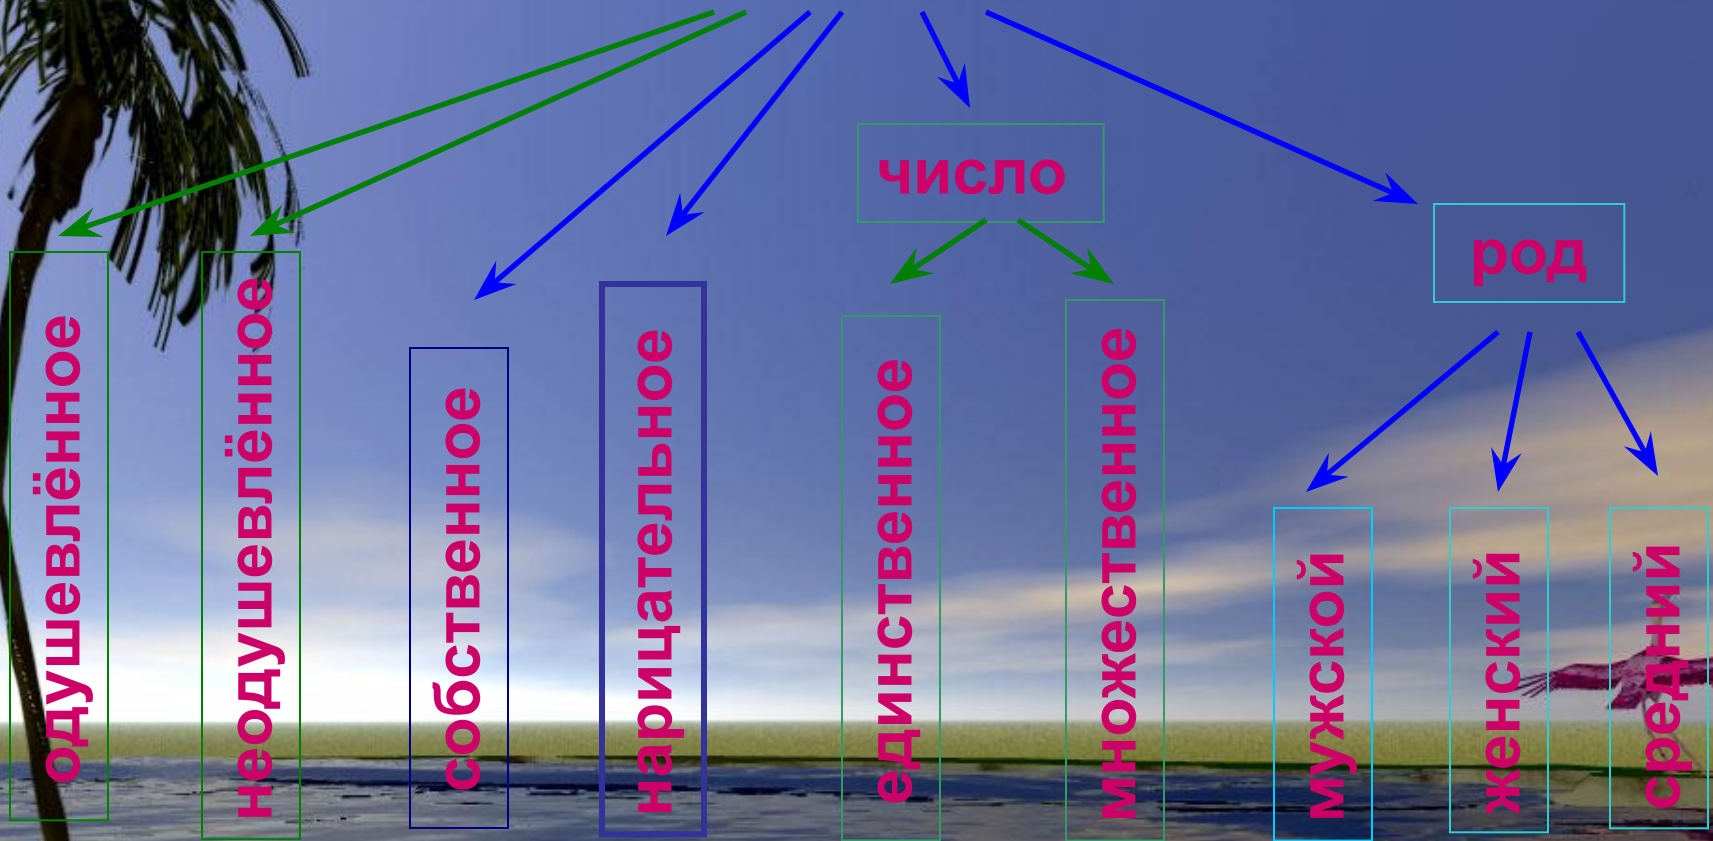 число
род
одушевлённое
неодушевлённое
собственное
нарицательное
единственное
множественное
мужской
женский
средний